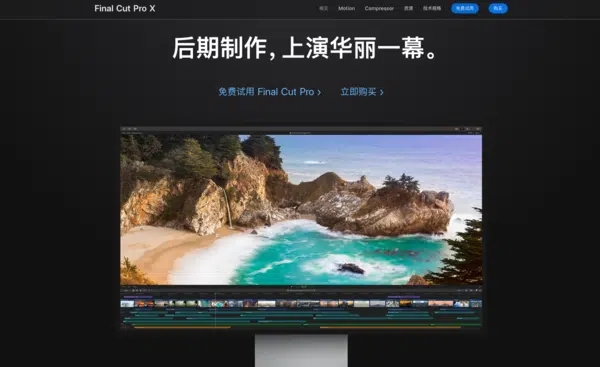 Final Cut Pro X
概览 Motion Compressor 资源 技术规格 免费试用 购买
后期制作，上演华丽一幕。
免费试用 Final Cut Pro › 立即购买 ›